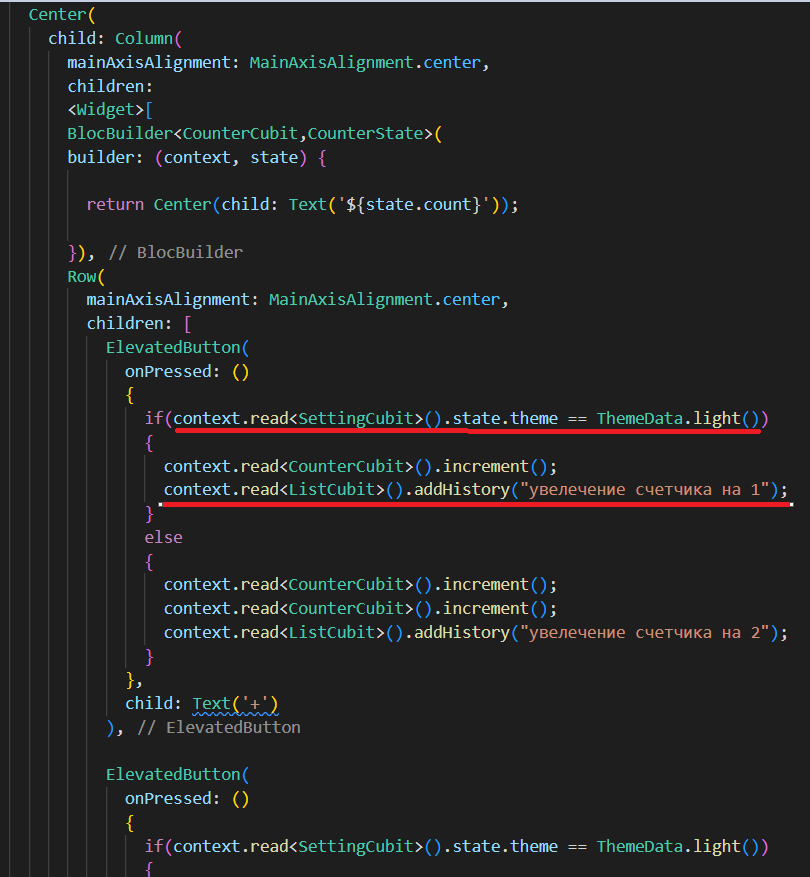 Center(
child: Column(
mainAxisAlignment: MainAxisAlignment.center,
children:
<Widget>[
BlocBuilder<CounterCubit,CounterState>(
builder: (context, state) {
return Center(child: Text('${state.count}'));
}), // BlocBuilder
Row(
mainAxisAlignment: MainAxisAlignment.center,
children: [
ElevatedButton(
onPressed: ()
{
if(context.read<SettingCubit>().state.theme == ThemeData.light())
{
context.read<CounterCubit>().increment();
context.read<ListCubit>().addHistory("увелечение счетчика на 1");
}
else
{
context.read<CounterCubit>().increment();
context.read<CounterCubit>().increment();
context.read<ListCubit>().addHistory("увелечение счетчика на 2");
}
},
child: Text('+')
), // ElevatedButton
ElevatedButton(
onPressed: ()
{
if(context.read<SettingCubit>().state.theme == ThemeData.light())
{